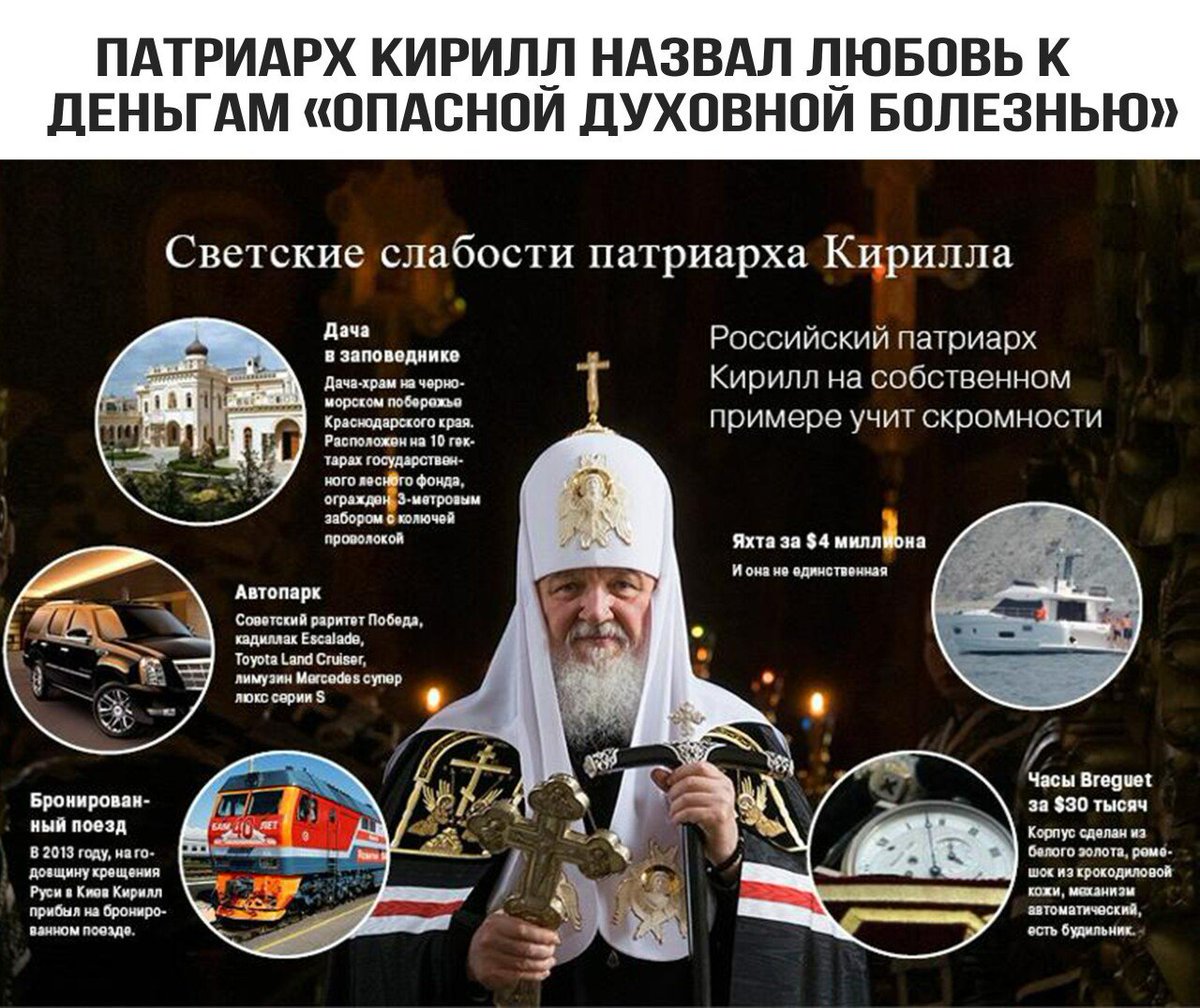 ПАТРИАРХ КИРИЛЛ НАЗВАЛ ЛЮБОВЬ К
ДЕНЬГАМ «ОПАСНОЙ ДУХОВНОЙ БОЛЕЗНЬЮ»
Светские слабости патриарха Кирилла
Российский патриарх
Кирилл на собственном
примере учит скромности
Дача
в заповеднике
Дача-храм на черно-
морском побережье
Краснодарского края.
Расположен на 10 гек-
тарах государствен-
ного лесного фонда,
огражден 3-метровым
забором с колючей
проволокой
Яхта за $4 миллиона
И она не единственная
Автопарк
Советский раритет Победа,
кадиллак Escalade,
Toyota Land Cruiser,
лимузин Mercedes супер
люкс серии S
Бронирован-
ный поезд
В 2013 году, на го-
довщину крещения
Руси в Киев Кирилл
прибыл на брониро-
ванном поезде.
БАМ 40 ЛЕТ
Часы Breguet
за $30 тысяч
Корпус сделан из
белого золота, реме-
шок из крокодиловой
кожи, механизм
автоматический,
есть будильник.